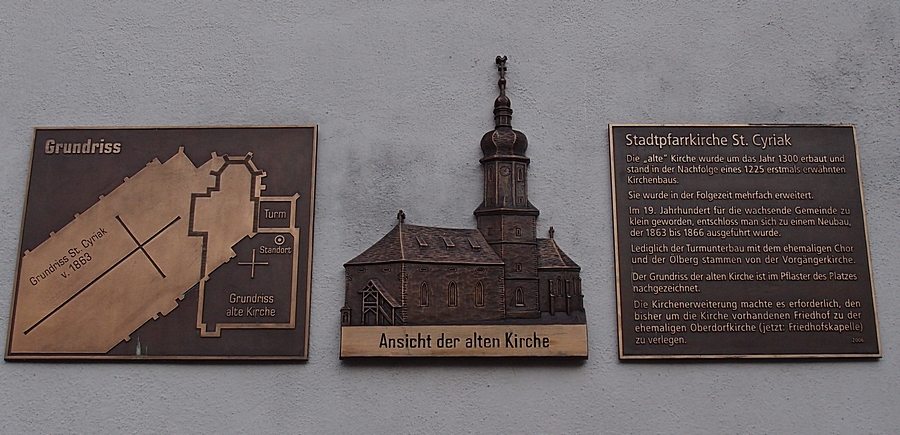 Grundriss
Grundriss St. Cyriak
v. 1863
Turm
Standort
Grundriss
alte Kirche
Ansicht der alten Kirche
Stadtpfarrkirche St. Cyriak
Die „alte" Kirche wurde um das Jahr 1300 erbaut und
stand in der Nachfolge eines 1225 erstmals erwähnten
Kirchenbaus.
Sie wurde in der Folgezeit mehrfach erweitert.
Im 19. Jahrhundert für die wachsende Gemeinde zu
klein geworden, entschloss man sich zu einem Neubau,
der 1863 bis 1866 ausgeführt wurde.
Lediglich der Turmunterbau mit dem ehemaligen Chor
und der Ölberg stammen von der Vorgängerkirche.
Der Grundriss der alten Kirche ist im Pflaster des Platzes
nachgezeichnet.
Die Kirchenerweiterung machte es erforderlich, den
bisher um die Kirche vorhandenen Friedhof zu der
ehemaligen Oberdorfkirche (jetzt: Friedhofskapelle)
zu verlegen.
2006